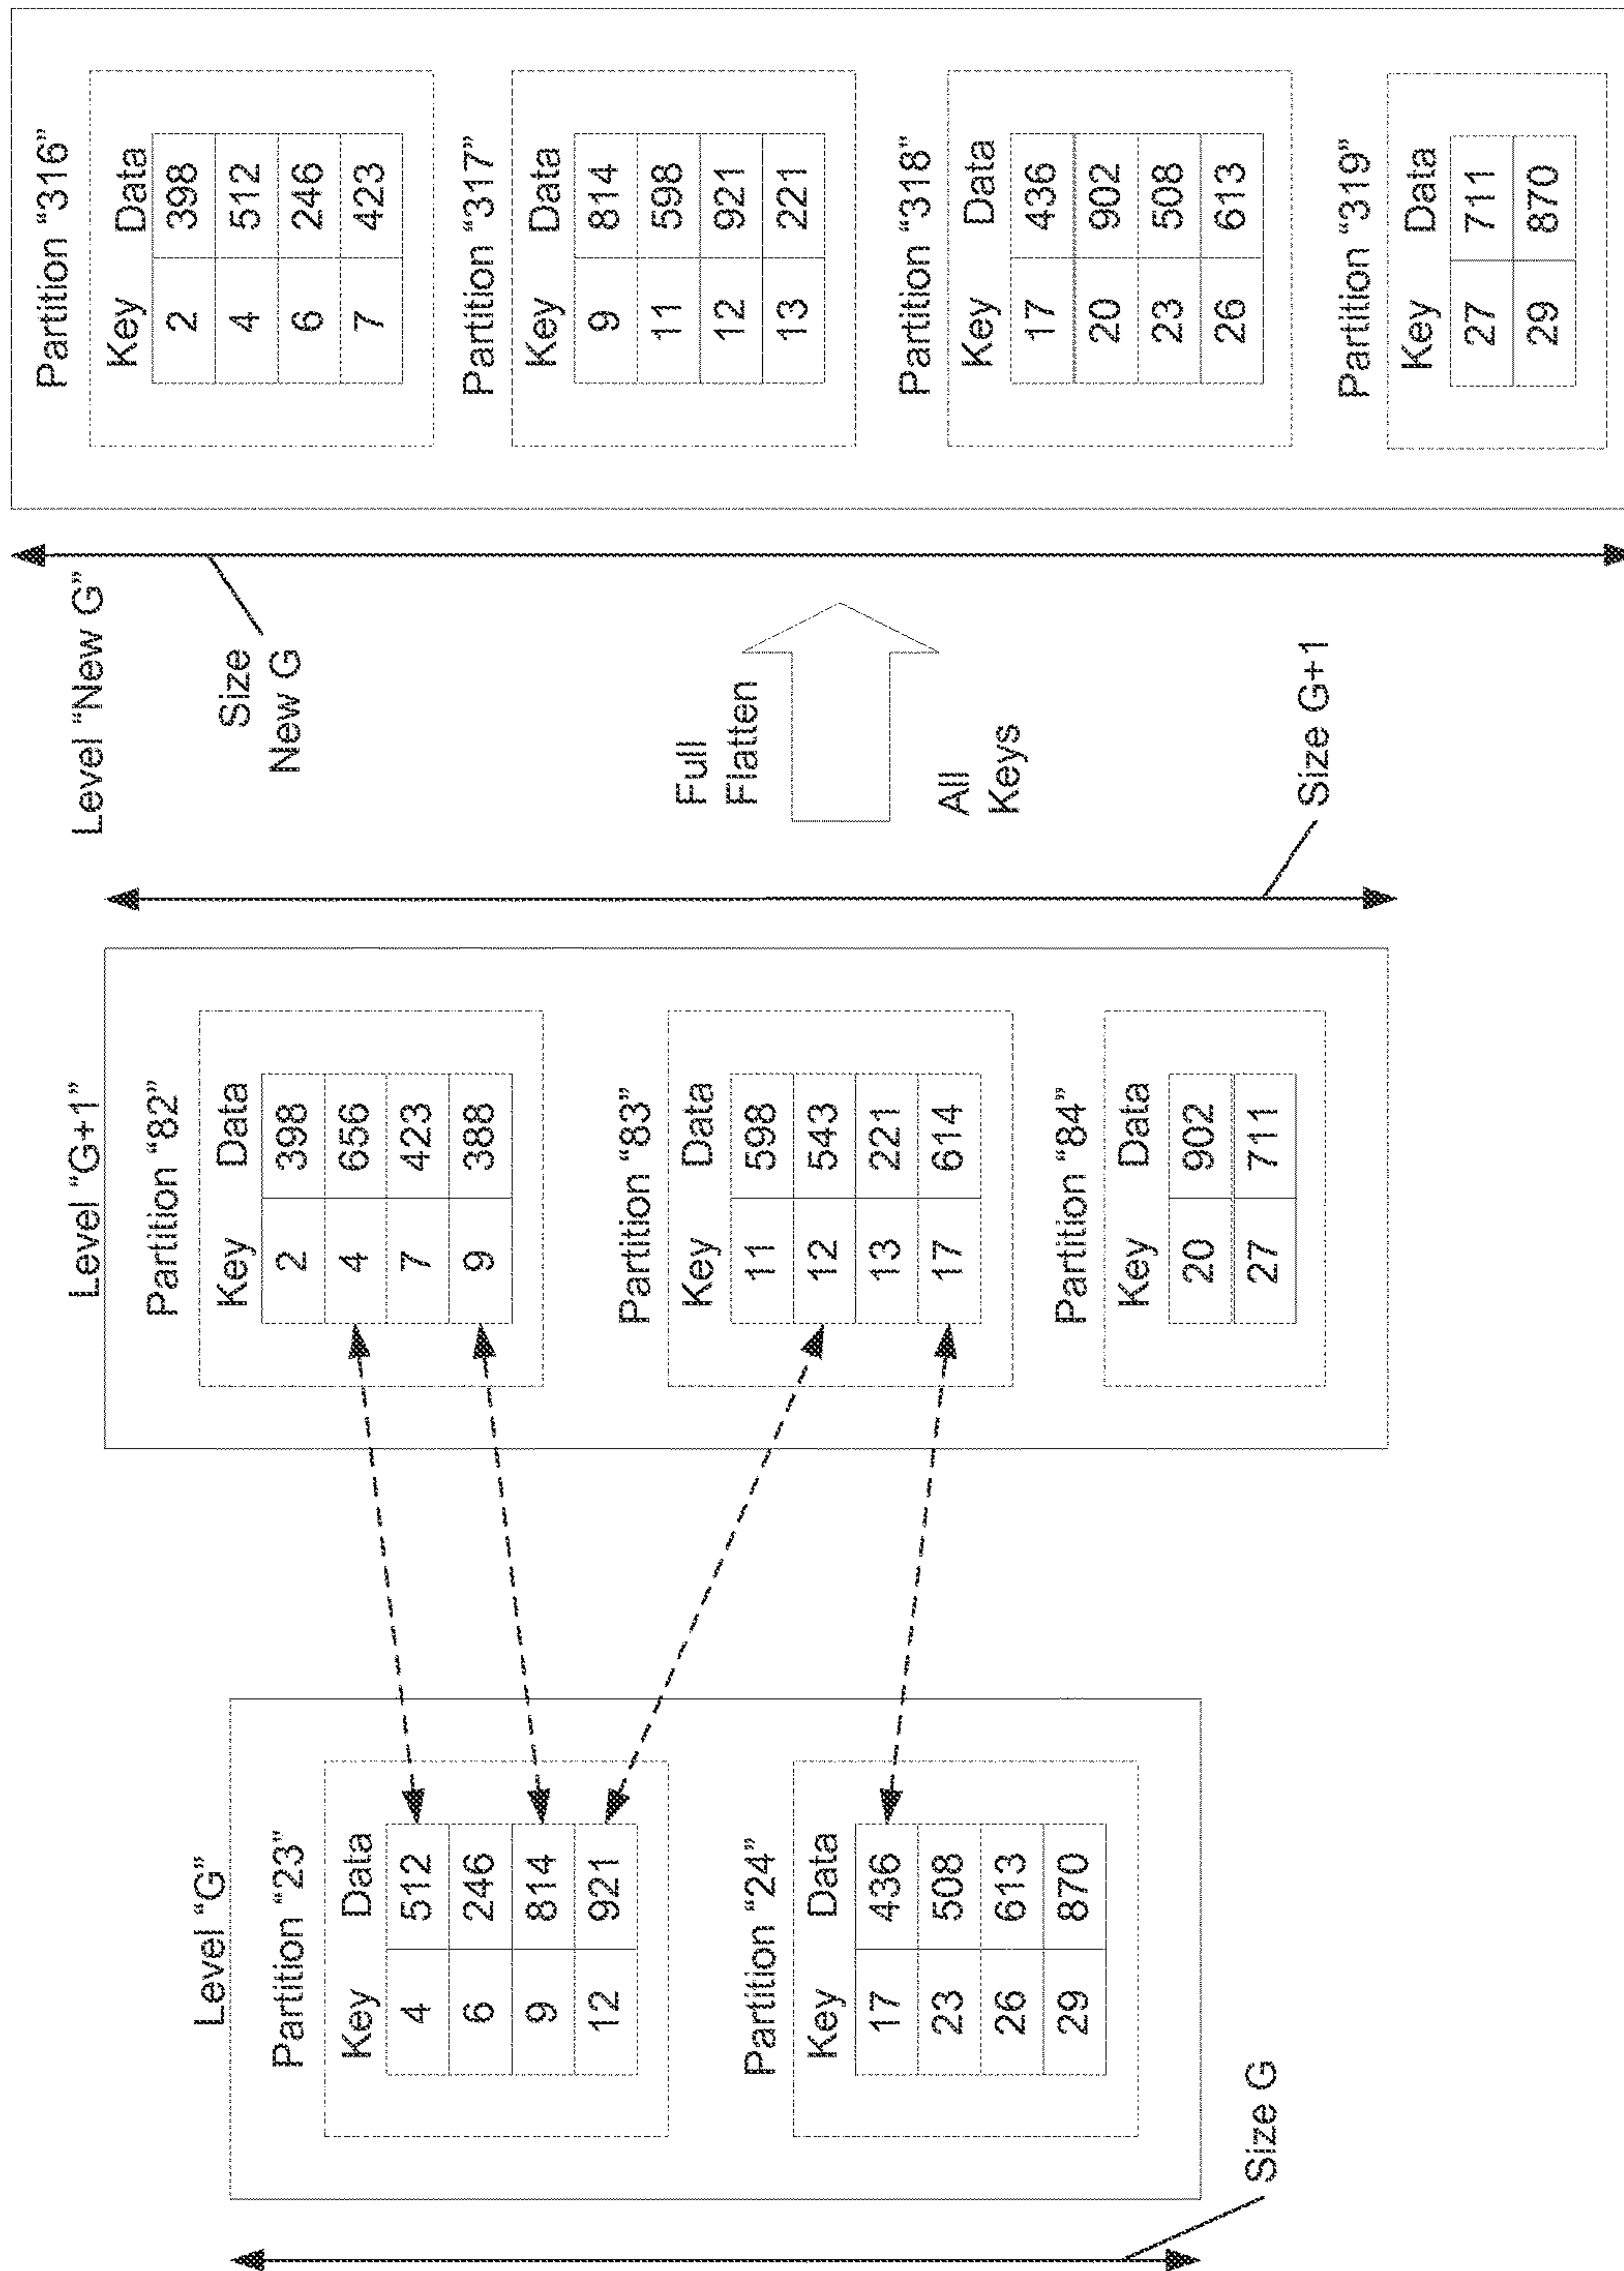 Level “G”
Partition “23”
Key Data
4 512
6 246
9 814
12 921
Partition “24”
Key Data
17 436
23 508
26 613
29 870
Size G
Level “G+1”
Partition “82”
Key Data
2 398
4 656
7 423
9 388
Partition “83”
Key Data
11 598
12 543
13 221
17 614
Partition “84”
Key Data
20 902
27 711
Size G+1
Full
Flatten
All
Keys
Level “New G”
Size
New G
Partition “316”
Key Data
2 398
4 512
6 246
7 423
Partition “317”
Key Data
9 814
11 598
12 921
13 221
Partition “318”
Key Data
17 436
20 902
23 508
26 613
Partition “319”
Key Data
27 711
29 870